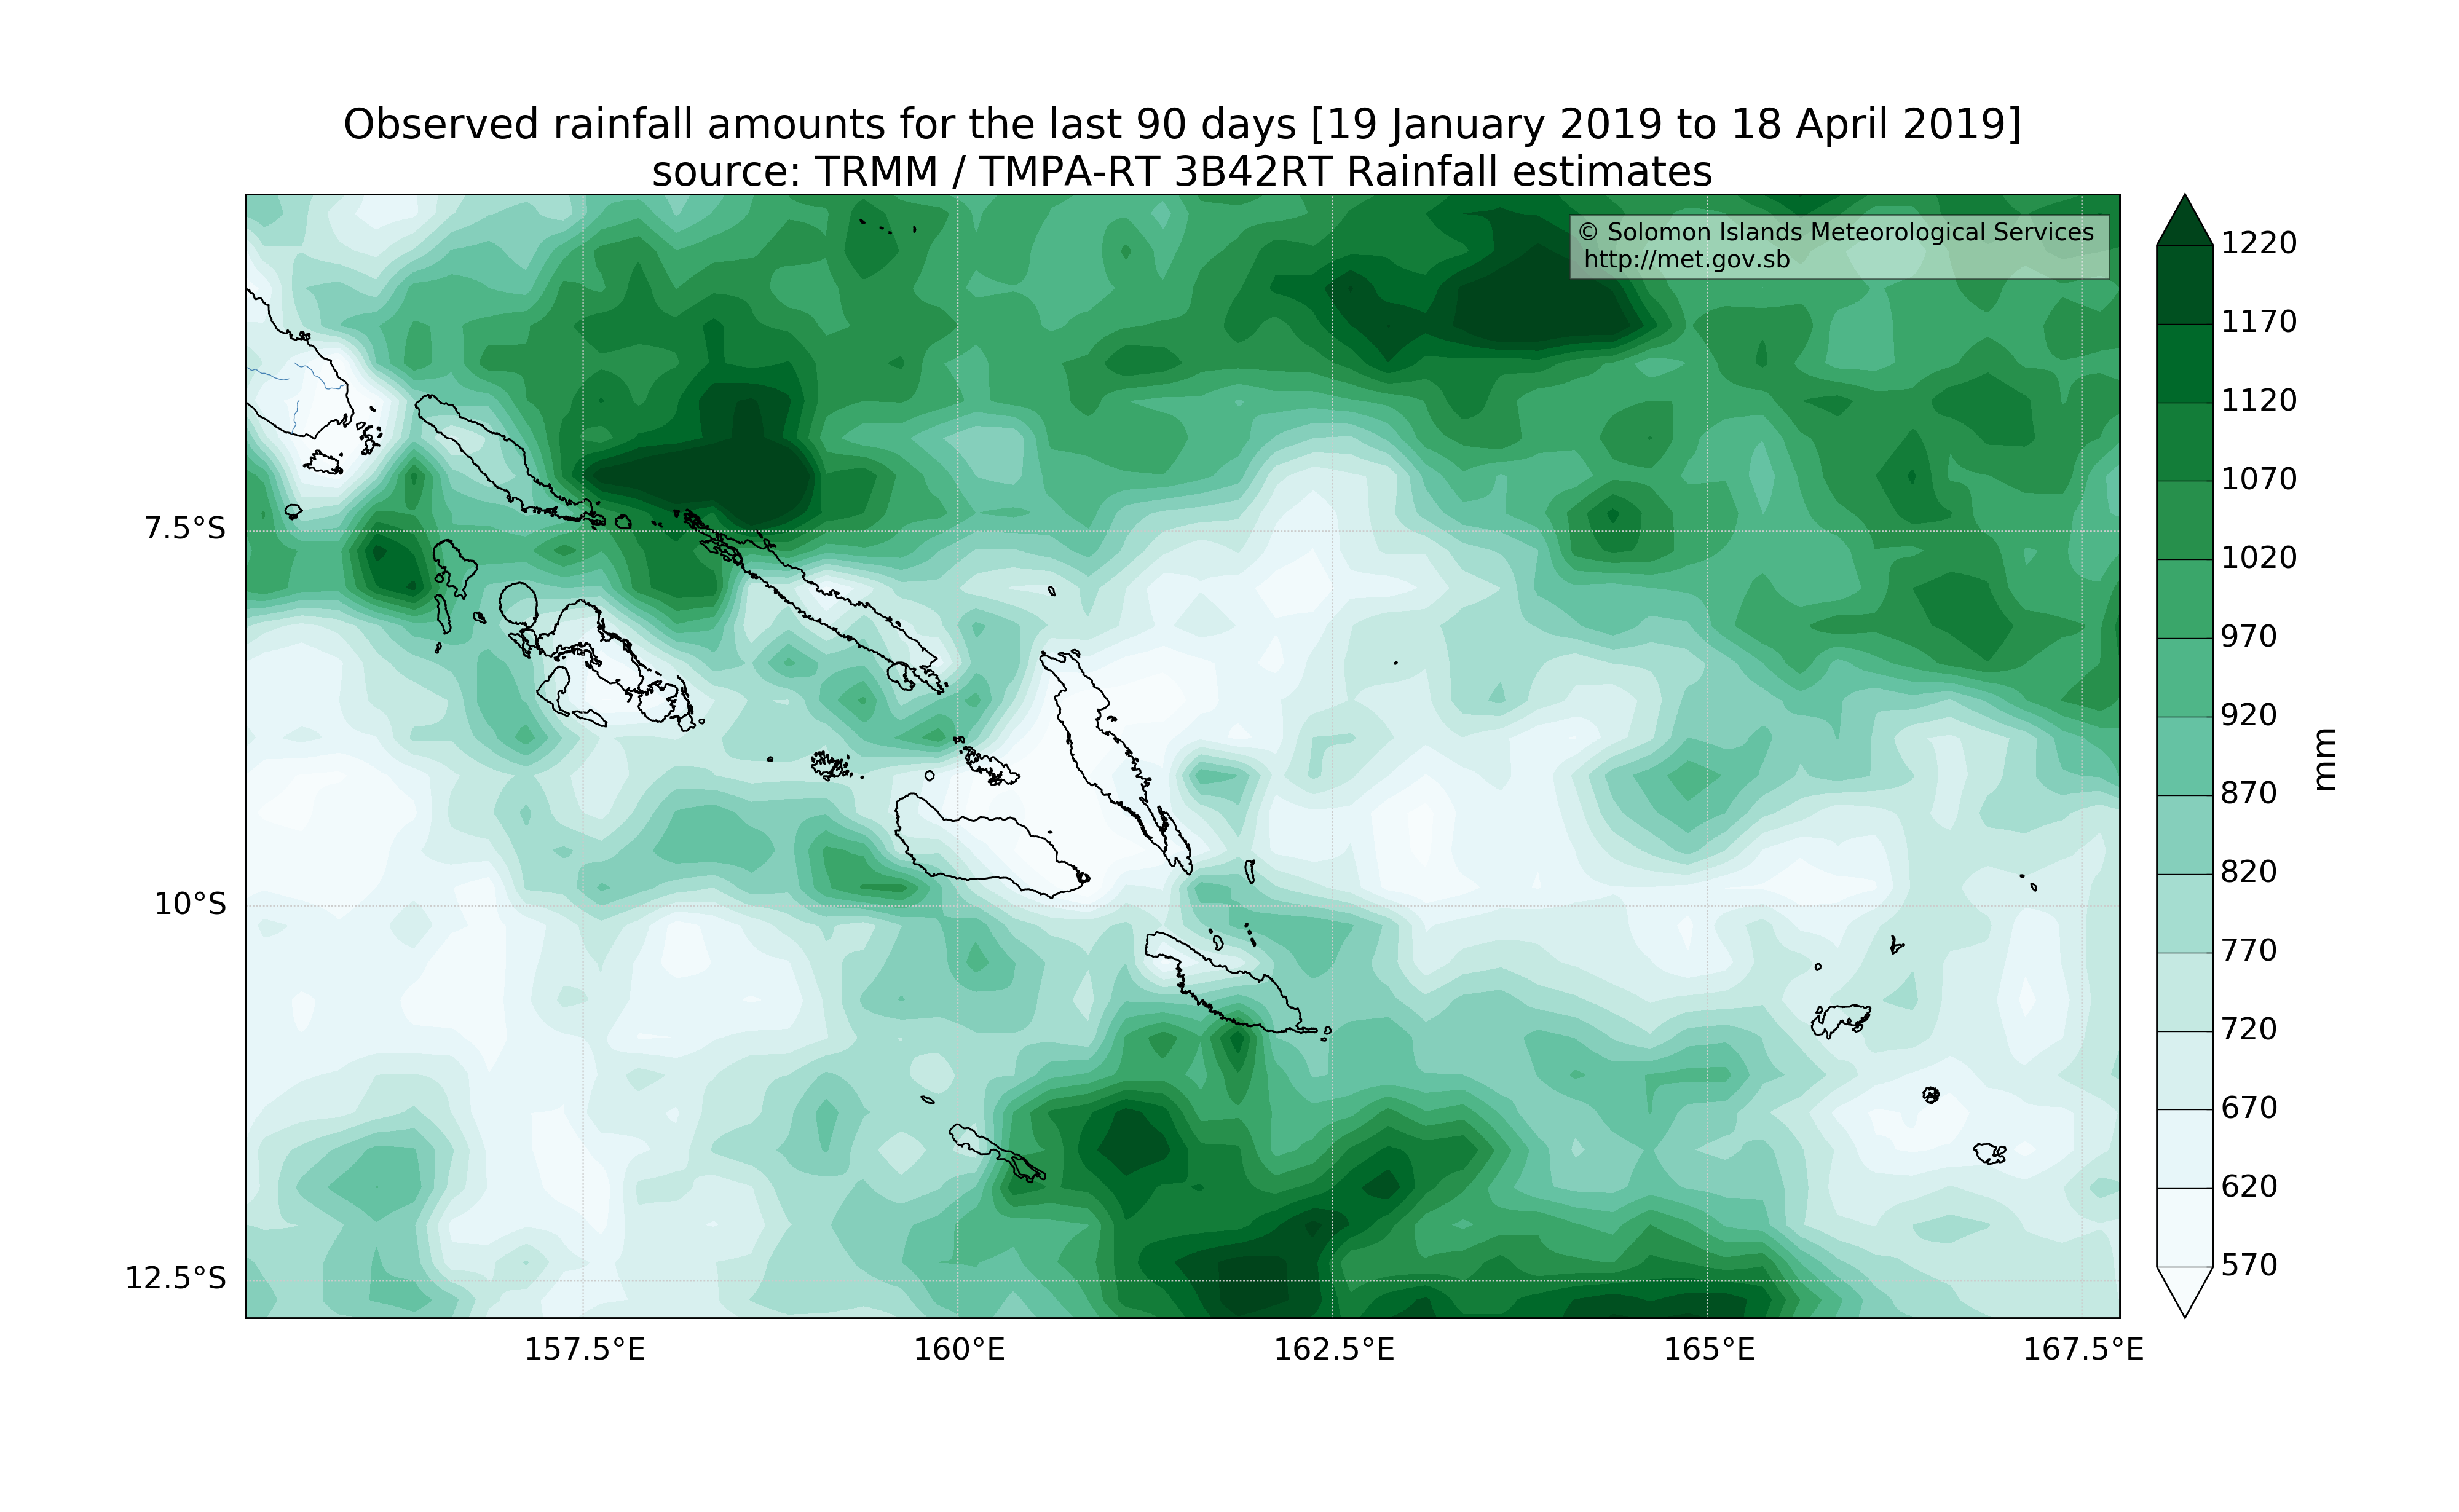 Observed rainfall amounts for the last 90 days [19 January 2019 to 18 April 2019]
source: TRMM / TMPA-RT 3B42RT Rainfall estimates
© Solomon Islands Meteorological Services
http://met.gov.sb
7.5°S
10°S
12.5°S
157.5°E
160°E
162.5°E
165°E
167.5°E
1220
1170
1120
1070
1020
970
920
870
820
770
720
670
620
570
mm